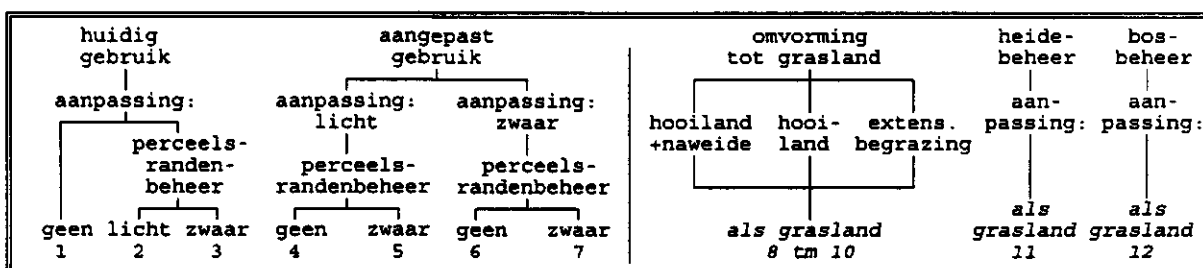 huidig gebruik
aanpassing:
perceels-
randen-
beheer
geen licht zwaar
1 2 3
aangepast gebruik
aanpassing:
licht
perceels-
randenbeheer
geen zwaar
4 5
aanpassing:
zwaar
perceels-
randenbeheer
geen zwaar
6 7
omvorming
tot grasland
hooiland
+naweide
hooi-
land
extens.
begrazing
als grasland
8 tm 10
heide-
beheer
aan-
passing:
als
grasland
11
bos-
beheer
aan-
passing:
als
grasland
12